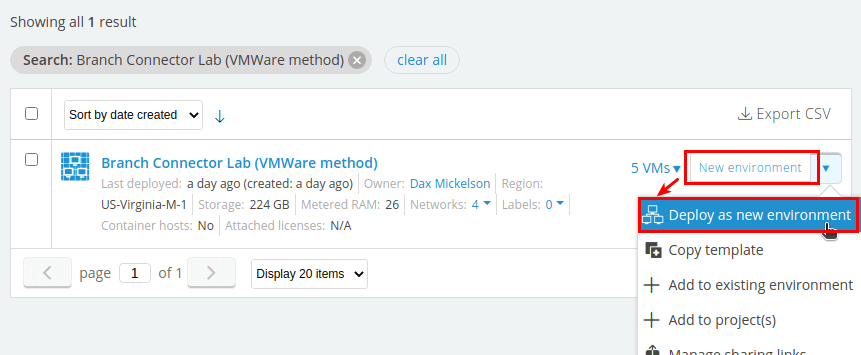 Showing all 1 result
Search: Branch Connector Lab (VMWare method)
clear all
Sort by date created
Export CSV
Branch Connector Lab (VMWare method)
5 VMs
New environment
Last deployed: a day ago (created: a day ago) Owner: Dax Mickelson Region:
US-Virginia-M-1 Storage: 224 GB Metered RAM: 26 Networks: 4 Labels: 0
Container hosts: No Attached licenses: N/A
Deploy as new environment
Copy template
Add to existing environment
Add to project(s)
Manage sharing links
page 1 of 1
Display 20 items